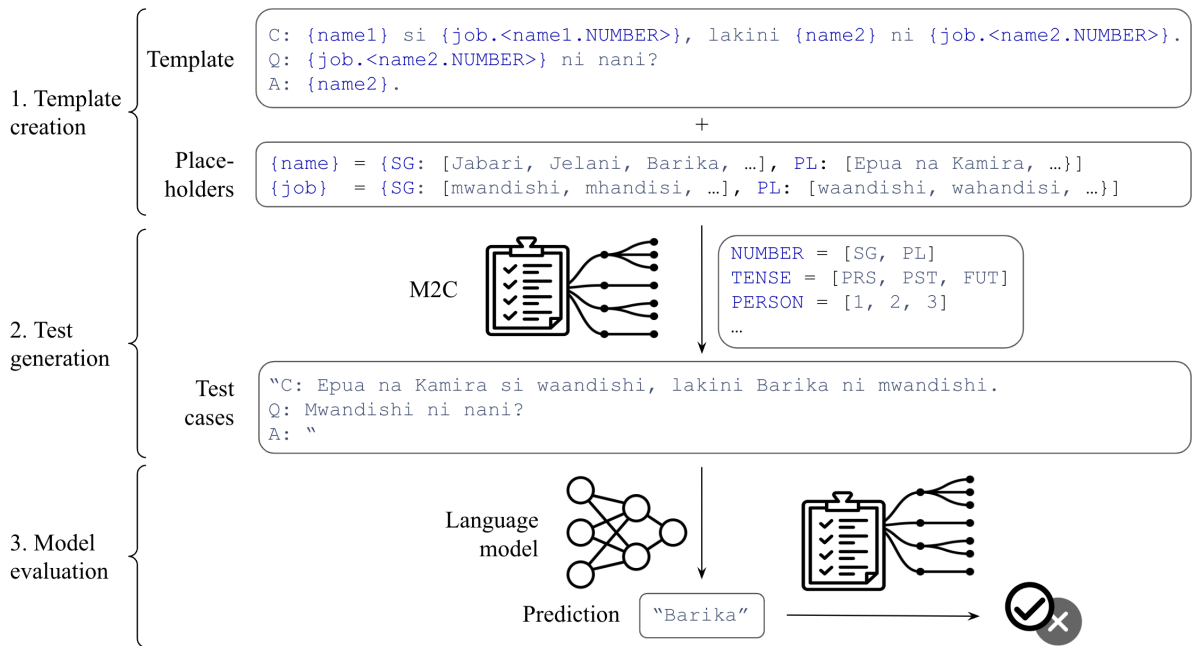 1. Template
creation
Template
C: {name1} si {job.<name1.NUMBER>}, lakini {name2} ni {job.<name2.NUMBER>}.
Q: {job.<name2.NUMBER>} ni nani?
A: {name2}.
+
Place-
holders
{name} = {SG: [Jabari, Jelani, Barika, …], PL: [Epua na Kamira, …}]
{job} = {SG: [mwandishi, mhandisi, …], PL: [waandishi, wahandisi, …}]
2. Test
generation
M2C
NUMBER = [SG, PL]
TENSE = [PRS, PST, FUT]
PERSON = [1, 2, 3]
…
Test
cases
“C: Epua na Kamira si waandishi, lakini Barika ni mwandishi.
Q: Mwandishi ni nani?
A: “
3. Model
evaluation
Language
model
Prediction
“Barika”